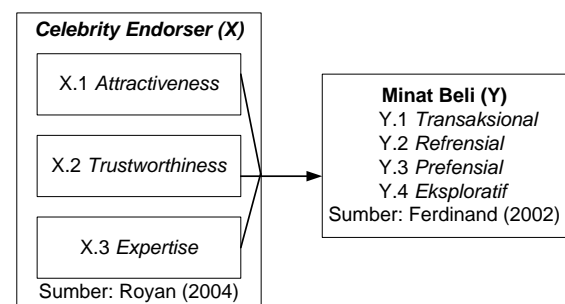 Celebrity Endorser (X)
X.1 Attractiveness
X.2 Trustworthiness
X.3 Expertise
Sumber: Royan (2004)
Minat Beli (Y)
Y.1 Transaksional
Y.2 Refrensial
Y.3 Prefensial
Y.4 Eksploratif
Sumber: Ferdinand (2002)